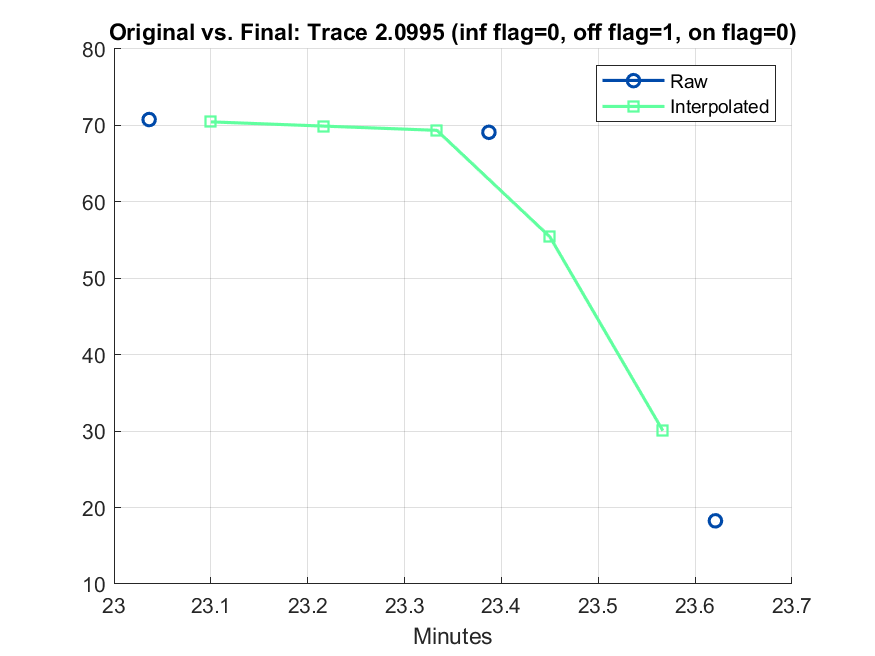 Original vs. Final: Trace 2.0995 (inf flag=0, off flag=1, on flag=0)
80
70
60
50
40
30
20
10
Raw
Interpolated
23 23.1 23.2 23.3 23.4 23.5 23.6 23.7
Minutes